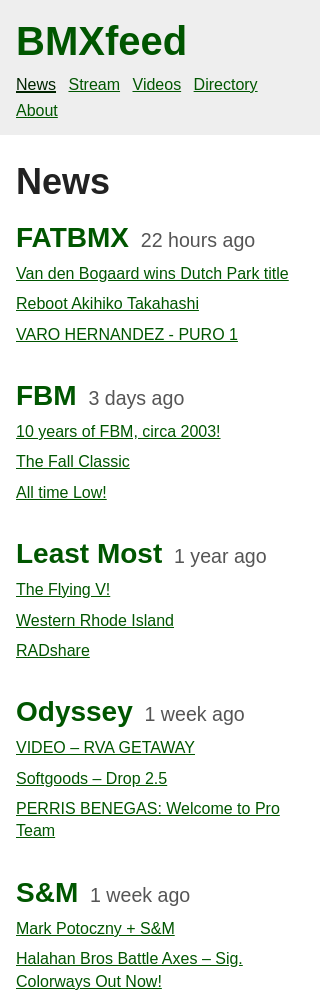 BMXfeed
News Stream Videos Directory
About
News
FATBMX 22 hours ago
Van den Bogaard wins Dutch Park title
Reboot Akihiko Takahashi
VARO HERNANDEZ - PURO 1
FBM 3 days ago
10 years of FBM, circa 2003!
The Fall Classic
All time Low!
Least Most 1 year ago
The Flying V!
Western Rhode Island
RADshare
Odyssey 1 week ago
VIDEO – RVA GETAWAY
Softgoods – Drop 2.5
PERRIS BENEGAS: Welcome to Pro
Team
S&M 1 week ago
Mark Potoczny + S&M
Halahan Bros Battle Axes – Sig.
Colorways Out Now!